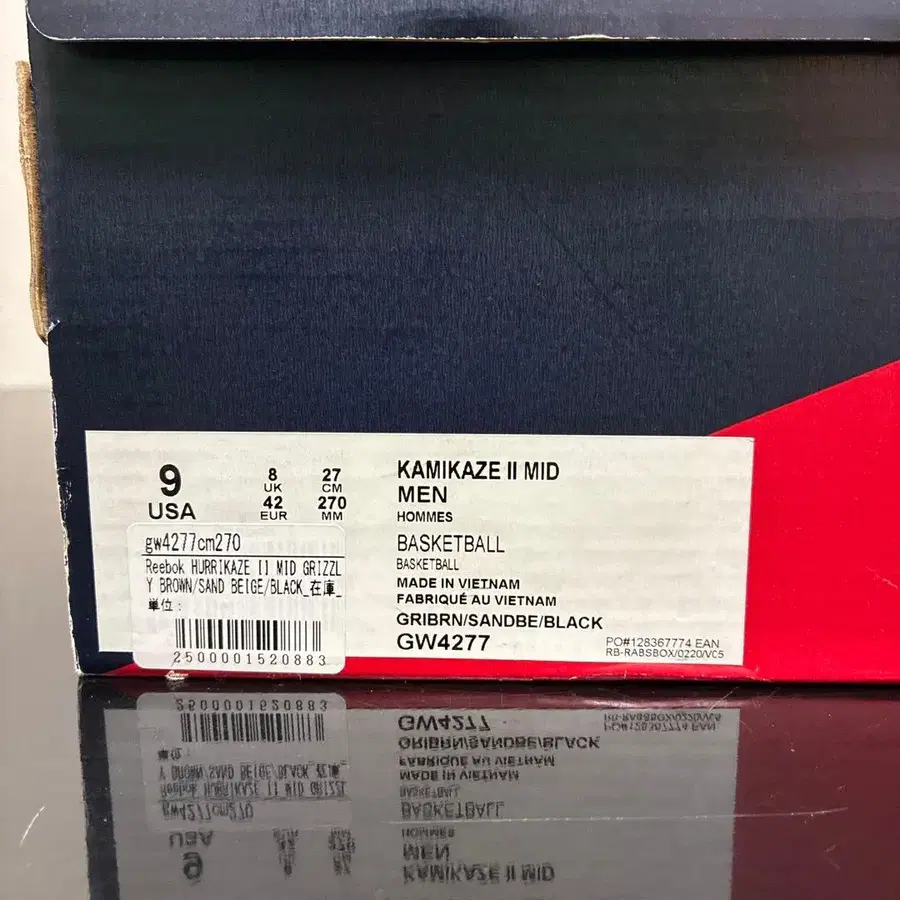 9
USA
8
UK
42
EUR
27
CM
270
MM
KAMIKAZE II MID
MEN
HOMMES
BASKETBALL
BASKETBALL
MADE IN VIETNAM
FABRIQUÉ AU VIETNAM
GRIBRN/SANDBE/BLACK
GW4277
PO#128367774 EAN
RB-RABSBOX/0220/VC5
gw4277cm270
Reebok HURRIKAZE II MID GRIZZL
Y BROWN/SAND BEIGE/BLACK_在庫_
単位:
2500001520883